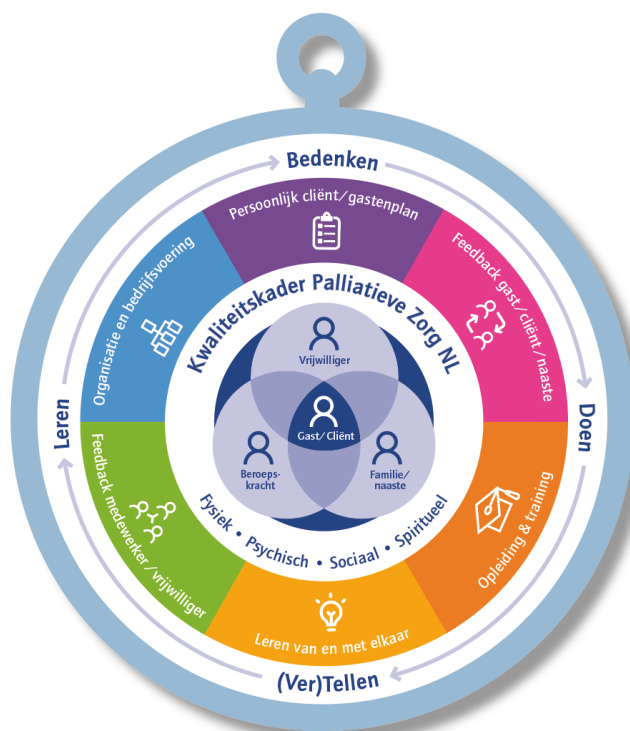 Bedenken
Persoonlijk cliënt/gastenplan
Feedback gast/cliënt/naaste
Doen
Opleiding & training
Leren van en met elkaar
(Ver)Tellen
Feedback medewerker/vrijwilliger
Leren
Organisatie en bedrijfsvoering
Kwaliteitskader Palliatieve Zorg NL
Vrijwilliger
Gast/Cliënt
Beroeps-
kracht
Familie/
naaste
Fysiek • Psychisch • Sociaal • Spiritueel